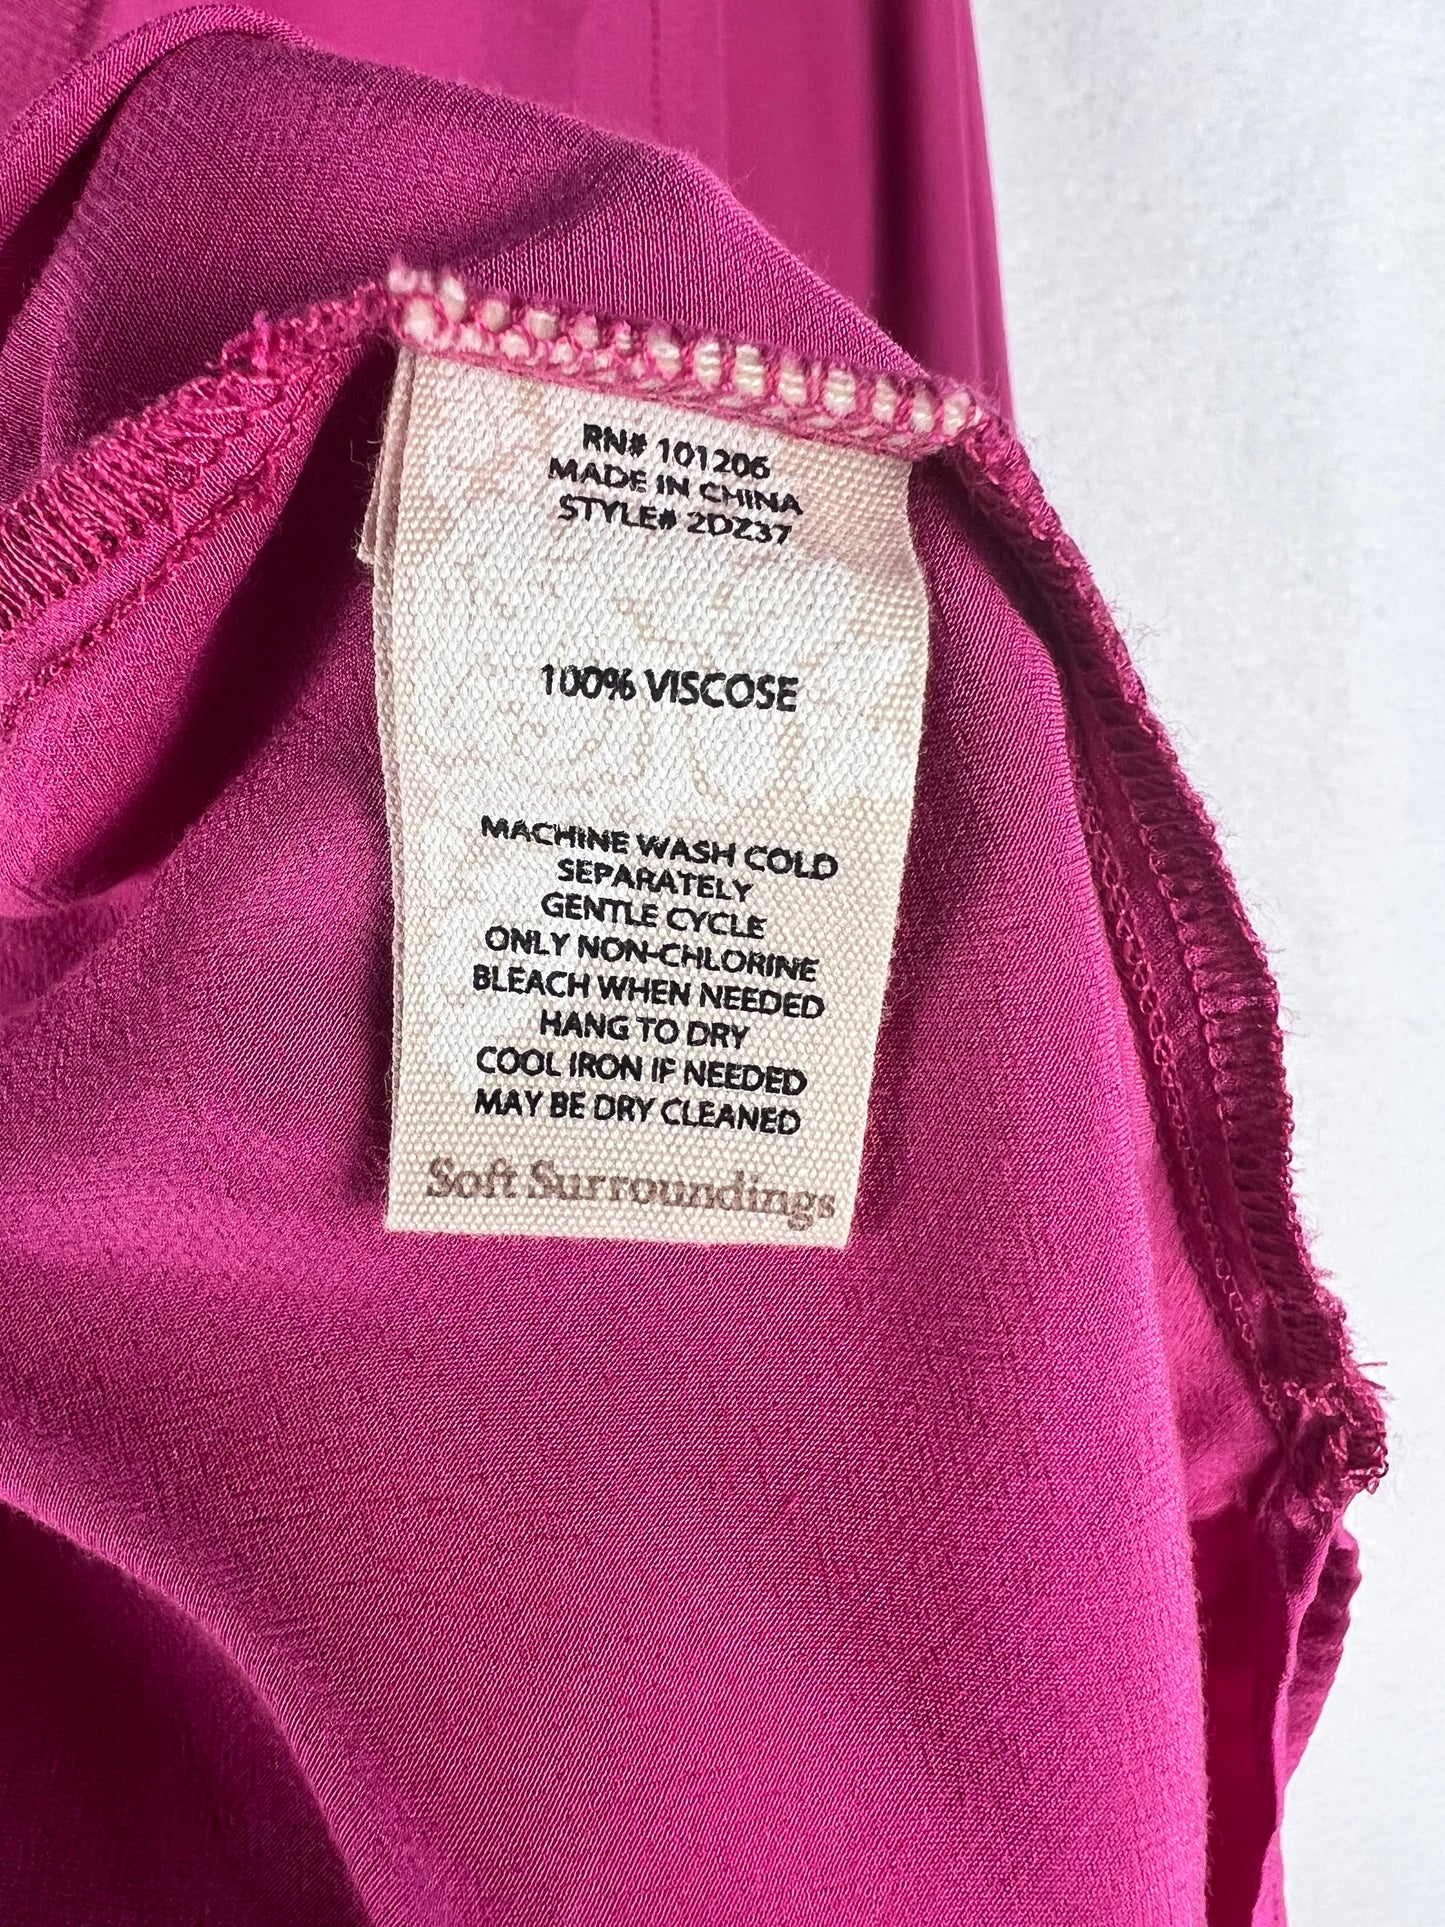 RN# 101206
MADE IN CHINA
STYLE# 2DZ37
100% VISCOSE
MACHINE WASH COLD
SEPARATELY
GENTLE CYCLE
ONLY NON-CHLORINE
BLEACH WHEN NEEDED
HANG TO DRY
COOL IRON IF NEEDED
MAY BE DRY CLEANED
Soft Surroundings